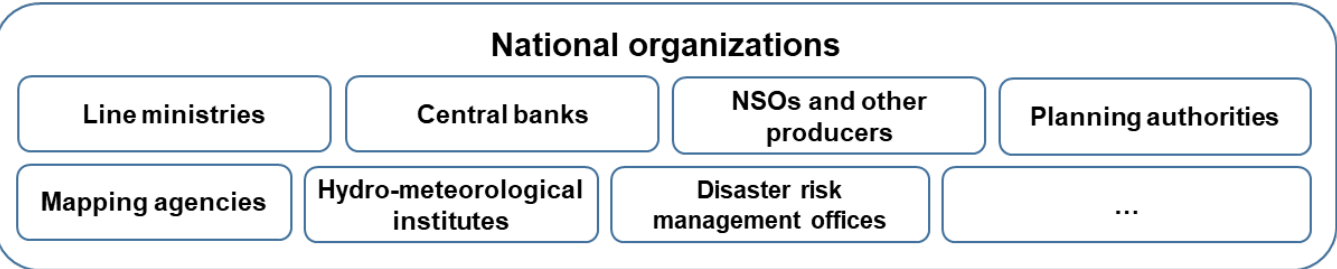 National organizations
Line ministries
Central banks
NSOs and other
producers
Planning authorities
Mapping agencies
Hydro-meteorological
institutes
Disaster risk
management offices
...